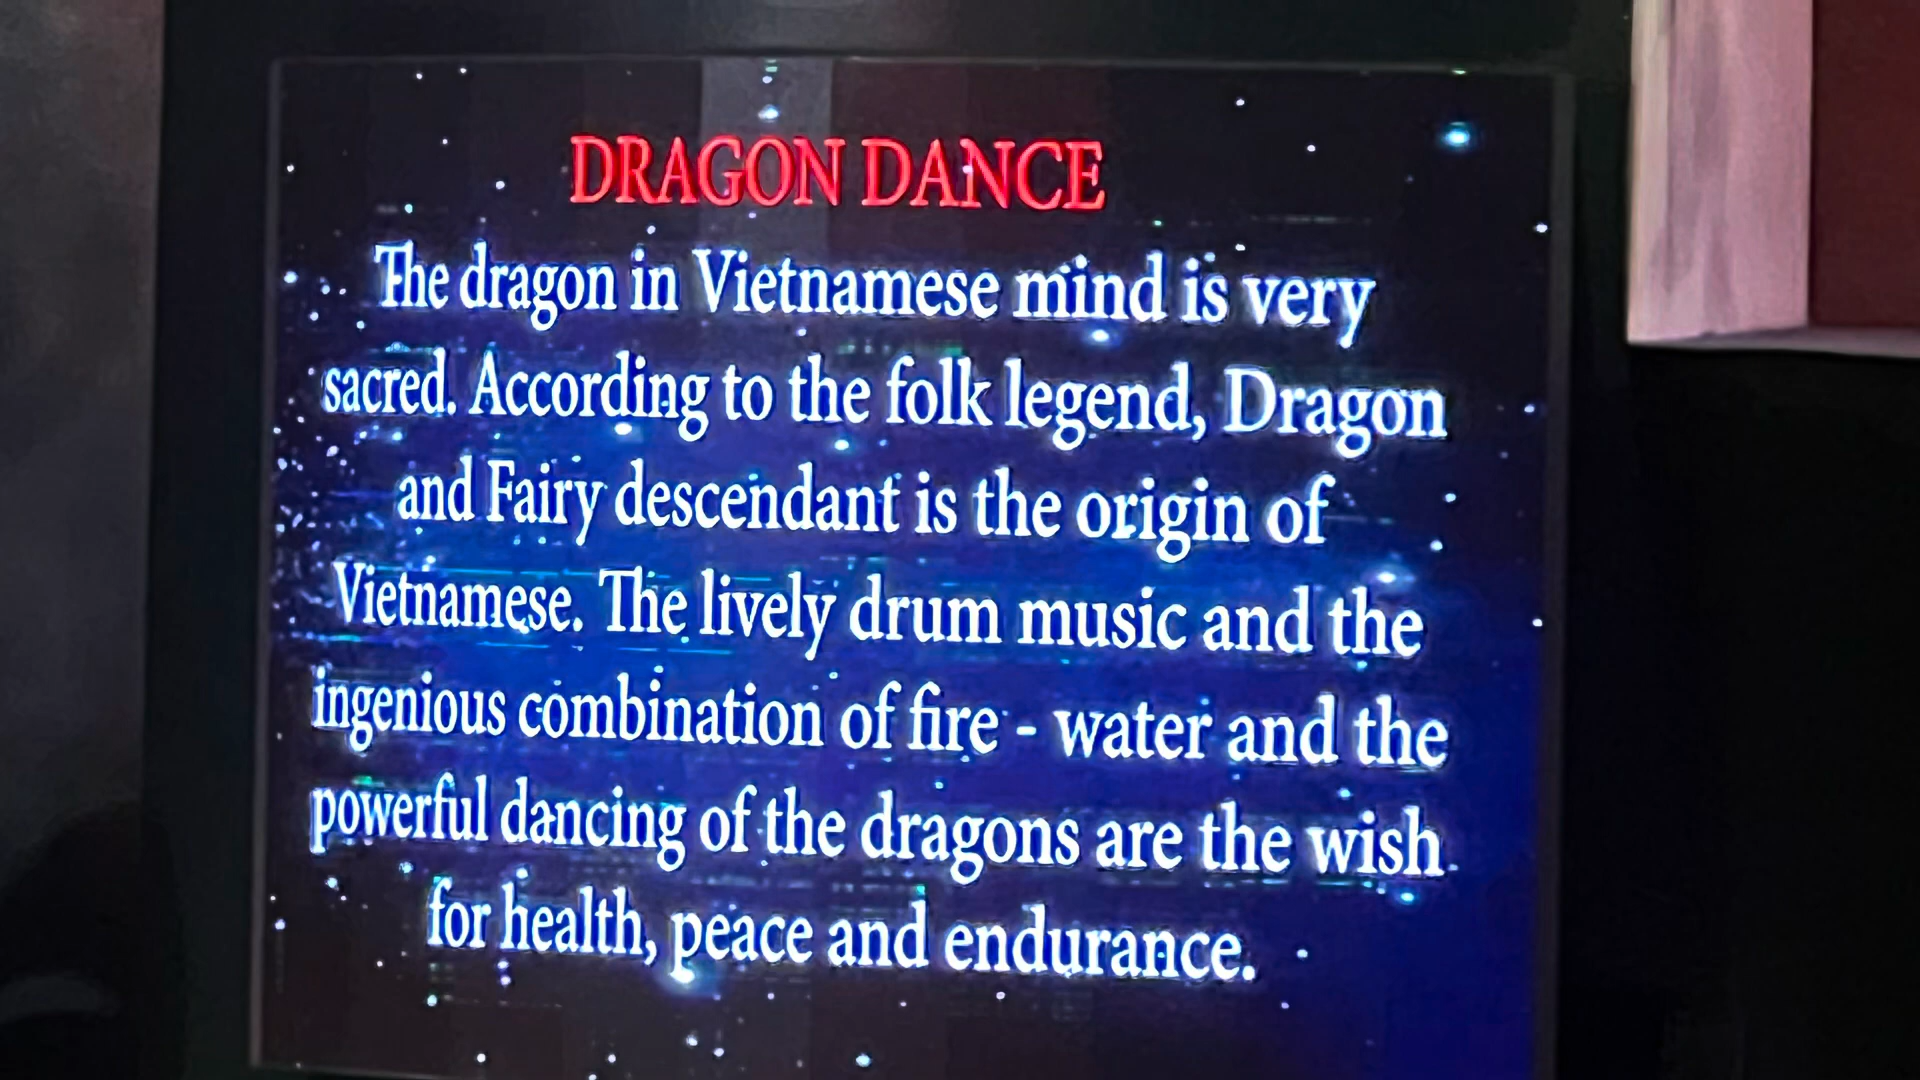 DRAGON DANCE
The dragon in Vietnamese mind is very
sacred. According to the folk legend, Dragon
and Fairy descendant is the origin of
Vietnamese. The lively drum music and the
ingenious combination of fire - water and the
powerful dancing of the dragons are the wish
for health, peace and endurance.